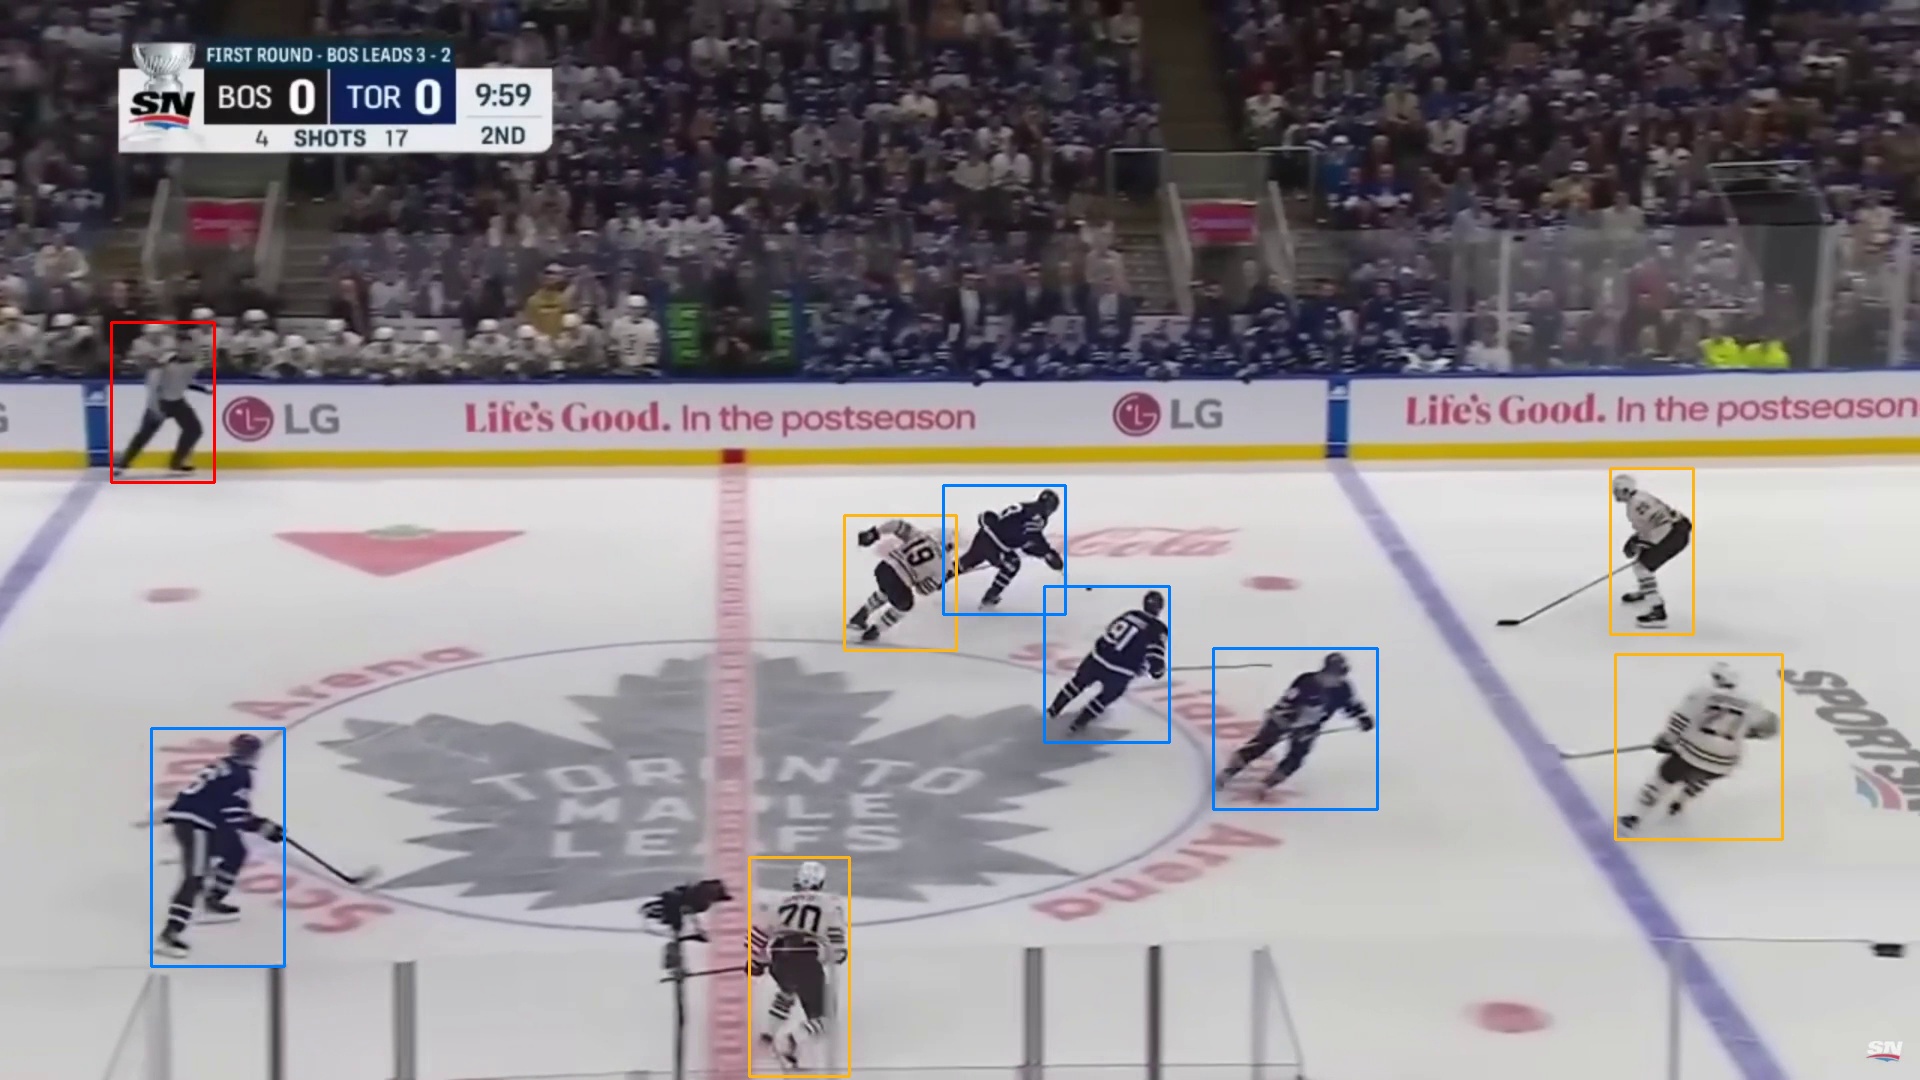 FIRST ROUND - BOS LEADS 3 - 2
SN BOS 0 TOR 0 9:59
4 SHOTS 17 2ND
LG Life's Good. In the postseason LG Life's Good. In the postseason
19
91
27
70
Arena
Arena
TORONTO
MAPLE
LEAFS
SPORTS
SN